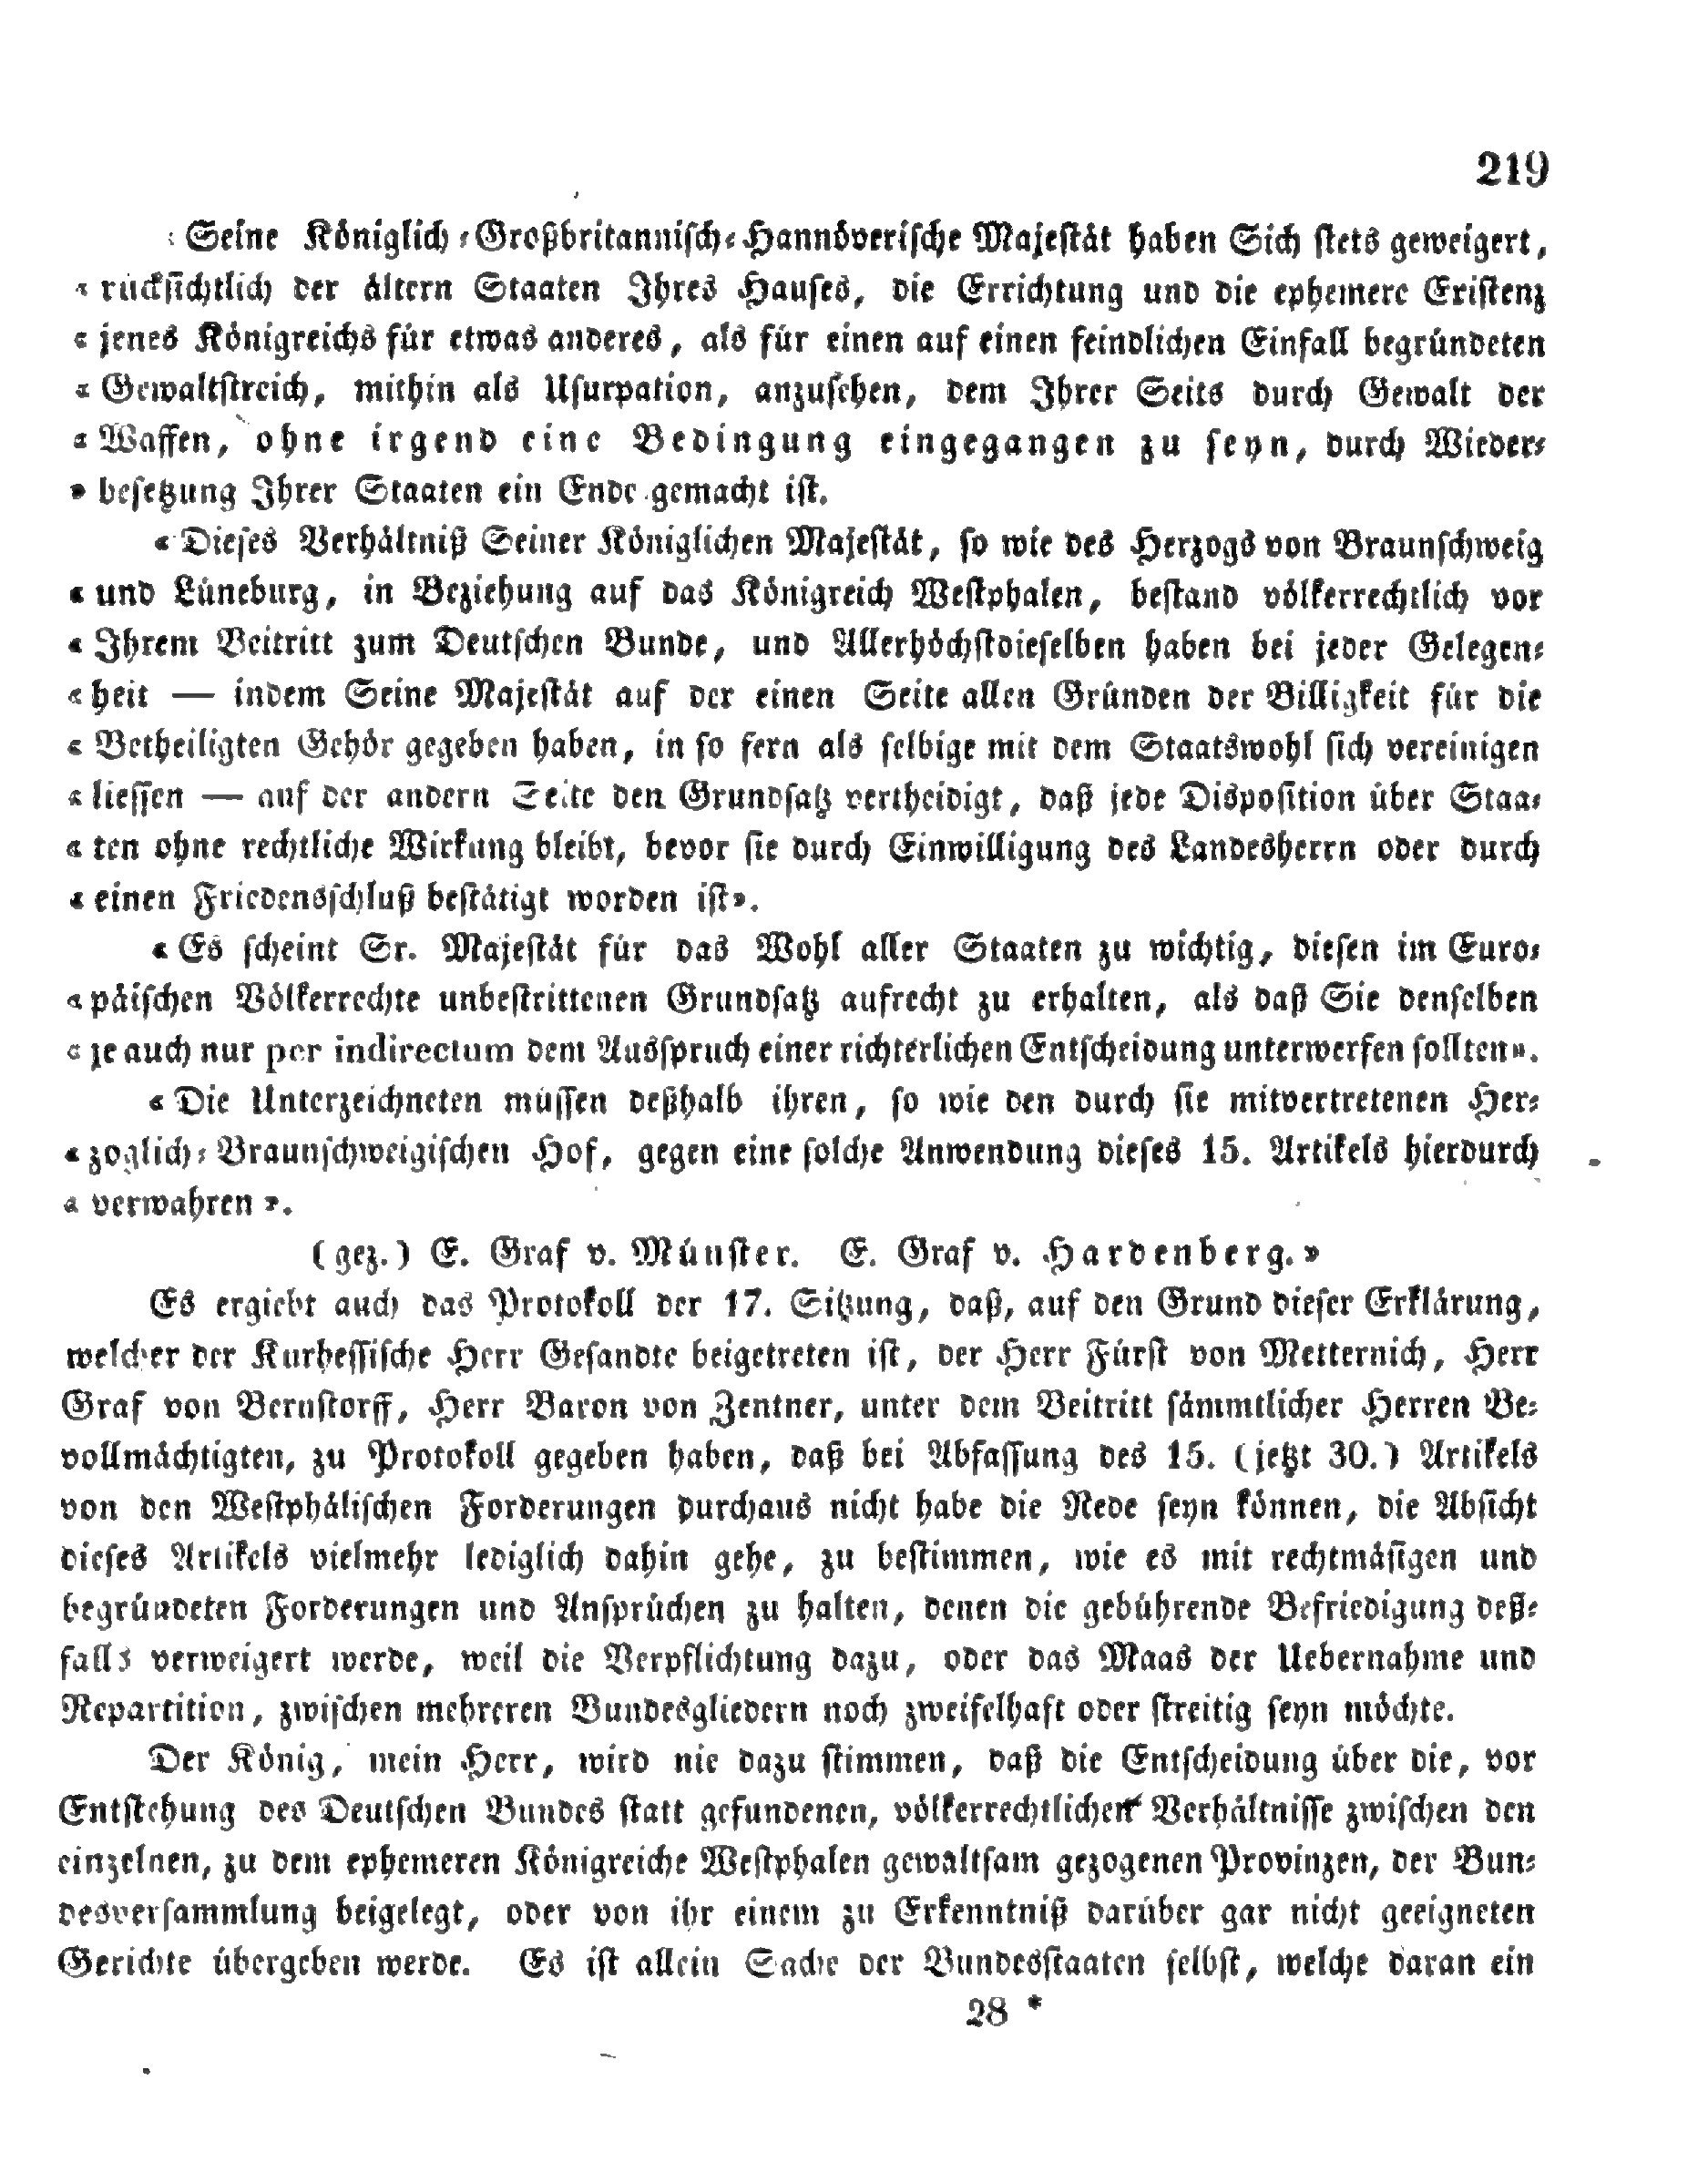 219
«Seine Königlich-Großbritannisch-Hannöverische Majestät haben Sich stets geweigert,
« rücksichtlich der ältern Staaten Ihres Hauses, die Errichtung und die ephemere Existenz
« jenes Königreichs für etwas anderes, als für einen auf einen feindlichen Einfall begründeten
« Gewaltstreich, mithin als Usurpation, anzusehen, dem Ihrer Seits durch Gewalt der
« Waffen, ohne irgend eine Bedingung eingegangen zu seyn, durch Wieder-
» besetzung Ihrer Staaten ein Ende gemacht ist.
« Dieses Verhältniß Seiner Königlichen Majestät, so wie des Herzogs von Braunschweig
« und Lüneburg, in Beziehung auf das Königreich Westphalen, bestand völkerrechtlich vor
« Ihrem Beitritt zum Deutschen Bunde, und Allerhöchstdieselben haben bei jeder Gelegen-
« heit — indem Seine Majestät auf der einen Seite allen Gründen der Billigkeit für die
« Betheiligten Gehör gegeben haben, in so fern als selbige mit dem Staatswohl sich vereinigen
« liessen — auf der andern Seite den Grundsatz vertheidigt, daß jede Disposition über Staa-
« ten ohne rechtliche Wirkung bleibt, bevor sie durch Einwilligung des Landesherrn oder durch
« einen Friedensschluß bestätigt worden ist».
« Es scheint Sr. Majestät für das Wohl aller Staaten zu wichtig, diesen im Euro-
« päischen Völkerrechte unbestrittenen Grundsatz aufrecht zu erhalten, als daß Sie denselben
« je auch nur per indirectum dem Ausspruch einer richterlichen Entscheidung unterwerfen sollten».
« Die Unterzeichneten müssen deßhalb ihren, so wie den durch sie mitvertretenen Her-
« zoglich-Braunschweigischen Hof, gegen eine solche Anwendung dieses 15. Artikels hierdurch
« verwahren ».
(gez.) E. Graf v. Münster. E. Graf v. Hardenberg.»
Es ergiebt auch das Protokoll der 17. Sitzung, daß, auf den Grund dieser Erklärung,
welcher der Kurhessische Herr Gesandte beigetreten ist, der Herr Fürst von Metternich, Herr
Graf von Bernstorff, Herr Baron von Zentner, unter dem Beitritt sämmtlicher Herren Be-
vollmächtigten, zu Protokoll gegeben haben, daß bei Abfassung des 15. (jetzt 30.) Artikels
von den Westphälischen Forderungen durchaus nicht habe die Rede seyn können, die Absicht
dieses Artikels vielmehr lediglich dahin gehe, zu bestimmen, wie es mit rechtmäsigen und
begründeten Forderungen und Ansprüchen zu halten, denen die gebührende Befriedigung deß-
falls verweigert werde, weil die Verpflichtung dazu, oder das Maas der Uebernahme und
Repartition, zwischen mehreren Bundesgliedern noch zweifelhaft oder streitig seyn möchte.
Der König, mein Herr, wird nie dazu stimmen, daß die Entscheidung über die, vor
Entstehung des Deutschen Bundes statt gefundenen, völkerrechtlichen Verhältnisse zwischen den
einzelnen, zu dem ephemeren Königreiche Westphalen gewaltsam gezogenen Provinzen, der Bun-
desversammlung beigelegt, oder von ihr einem zu Erkenntniß darüber gar nicht geeigneten
Gerichte übergeben werde. Es ist allein Sache der Bundesstaaten selbst, welche daran ein
28 *